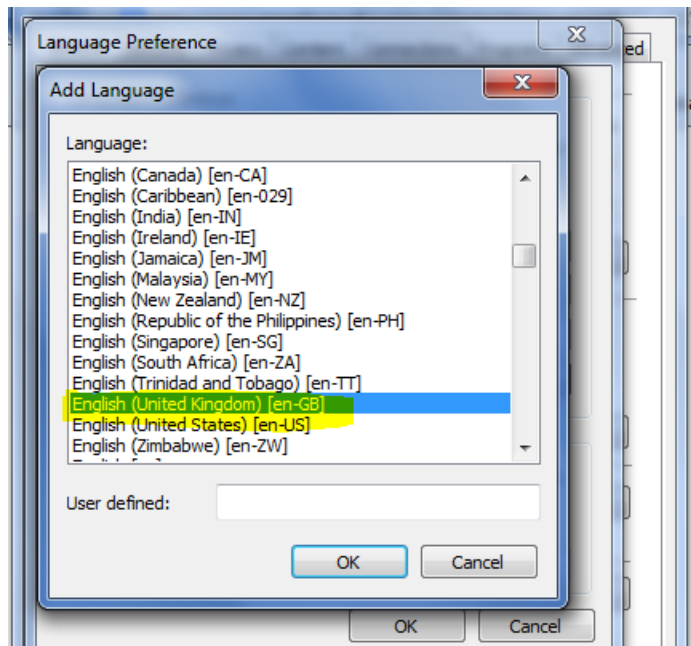 Language Preference
ed
Add Language
Language:
English (Canada) [en-CA]
English (Caribbean) [en-029]
English (India) [en-IN]
English (Ireland) [en-IE]
English (Jamaica) [en-JM]
English (Malaysia) [en-MY]
English (New Zealand) [en-NZ]
English (Republic of the Philippines) [en-PH]
English (Singapore) [en-SG]
English (South Africa) [en-ZA]
English (Trinidad and Tobago) [en-TT]
English (United Kingdom) [en-GB]
English (United States) [en-US]
English (Zimbabwe) [en-ZW]
User defined:
OK Cancel
OK Cancel